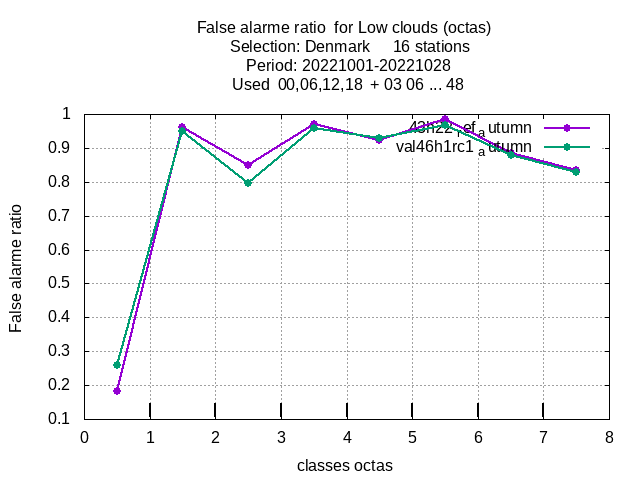 False alarme ratio for Low clouds (octas)
Selection: Denmark 16 stations
Period: 20221001-20221028
Used 00,06,12,18 + 03 06 ... 48
43h22_ref_autumn
val46h1rc1_autumn
1
0.9
0.8
0.7
0.6
0.5
0.4
0.3
0.2
0.1
False alarme ratio
0 1 2 3 4 5 6 7 8
classes octas